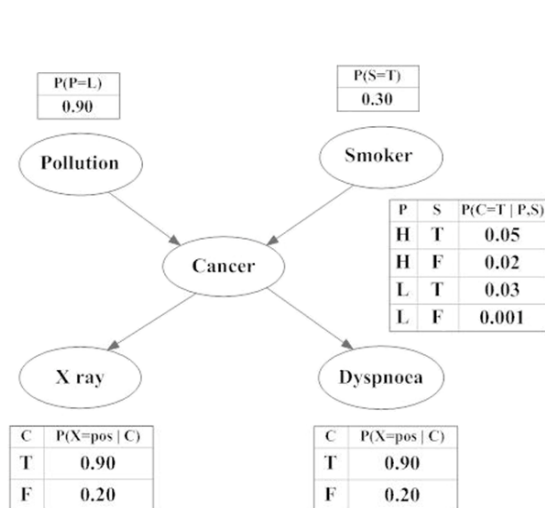 P(P=L)
0.90
P(S=T)
0.30
Pollution
Smoker
P S P(C=T | P,S)
H T 0.05
H F 0.02
L T 0.03
L F 0.001
Cancer
X ray
Dyspnoea
C P(X=pos | C)
T 0.90
F 0.20
C P(X=pos | C)
T 0.90
F 0.20